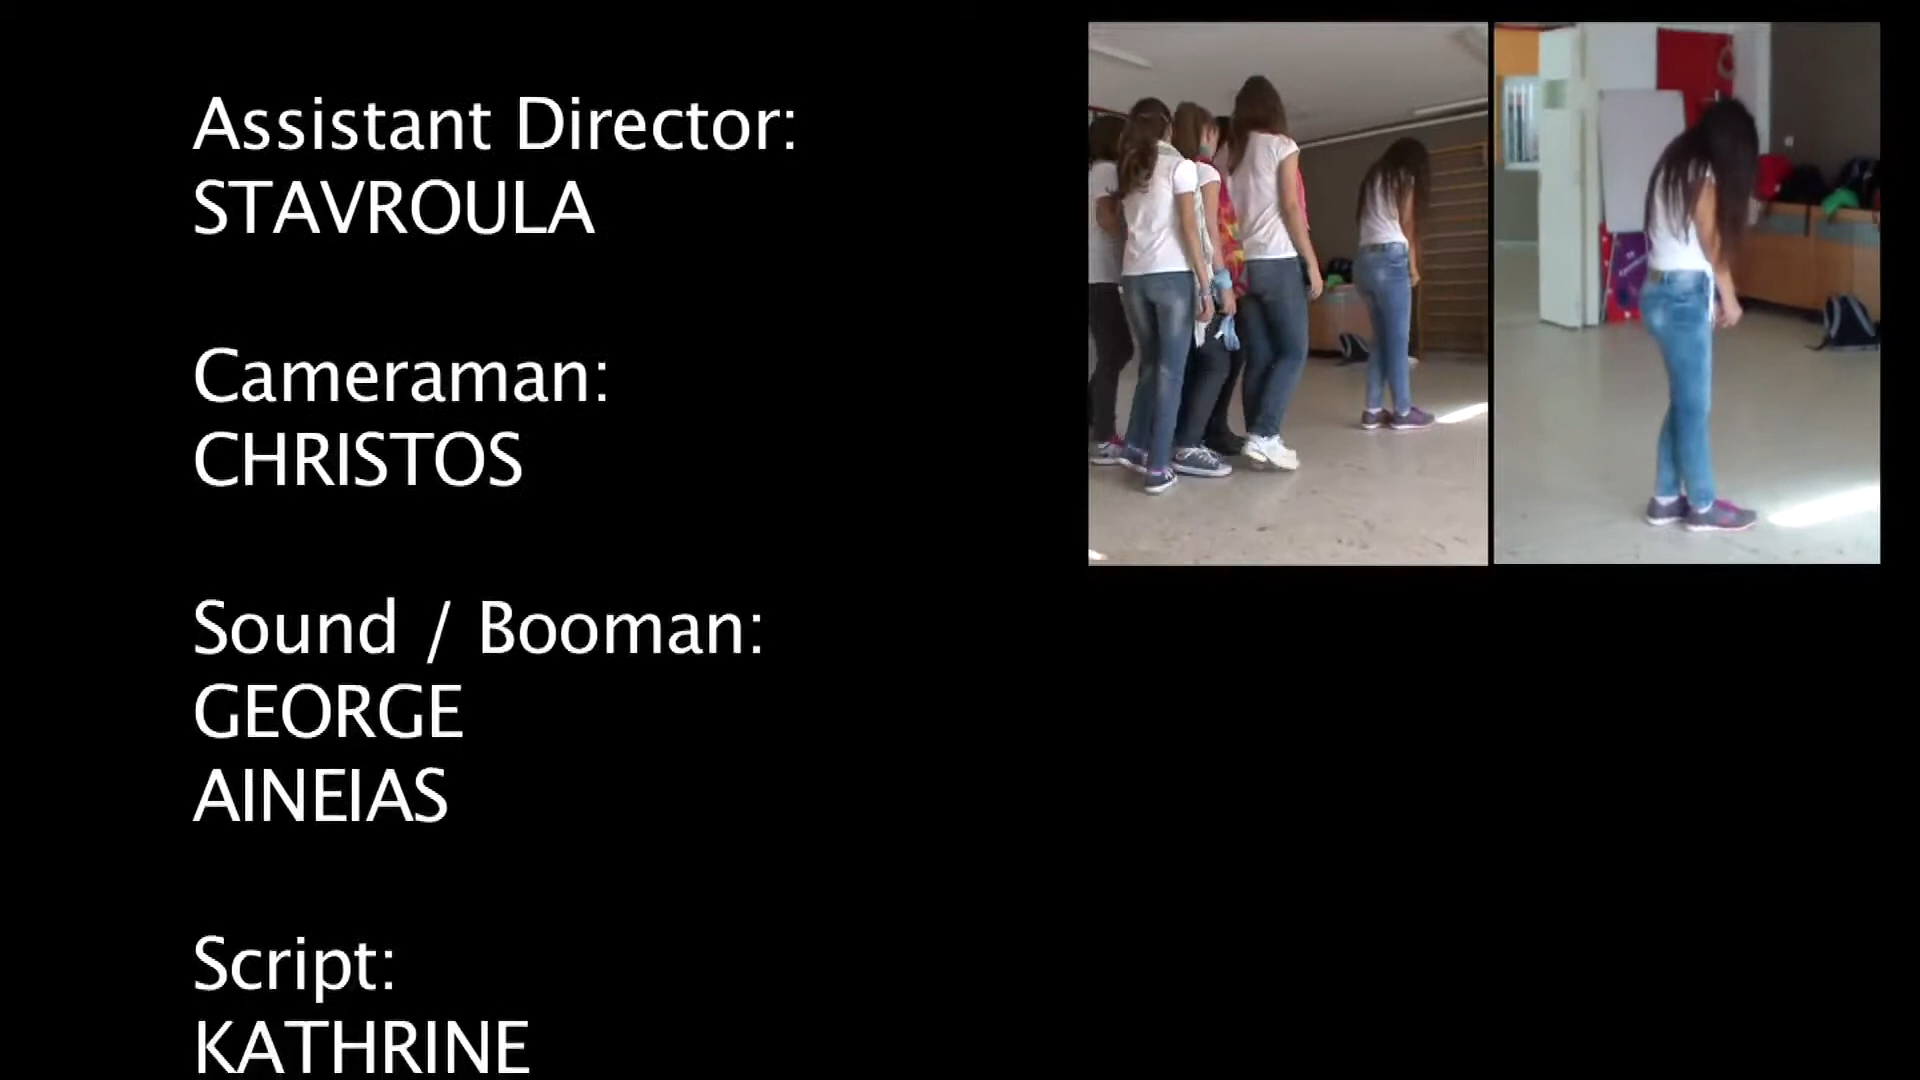 Assistant Director:
STAVROULA
Cameraman:
CHRISTOS
Sound / Booman:
GEORGE
AINEIAS
Script:
KATHRINE